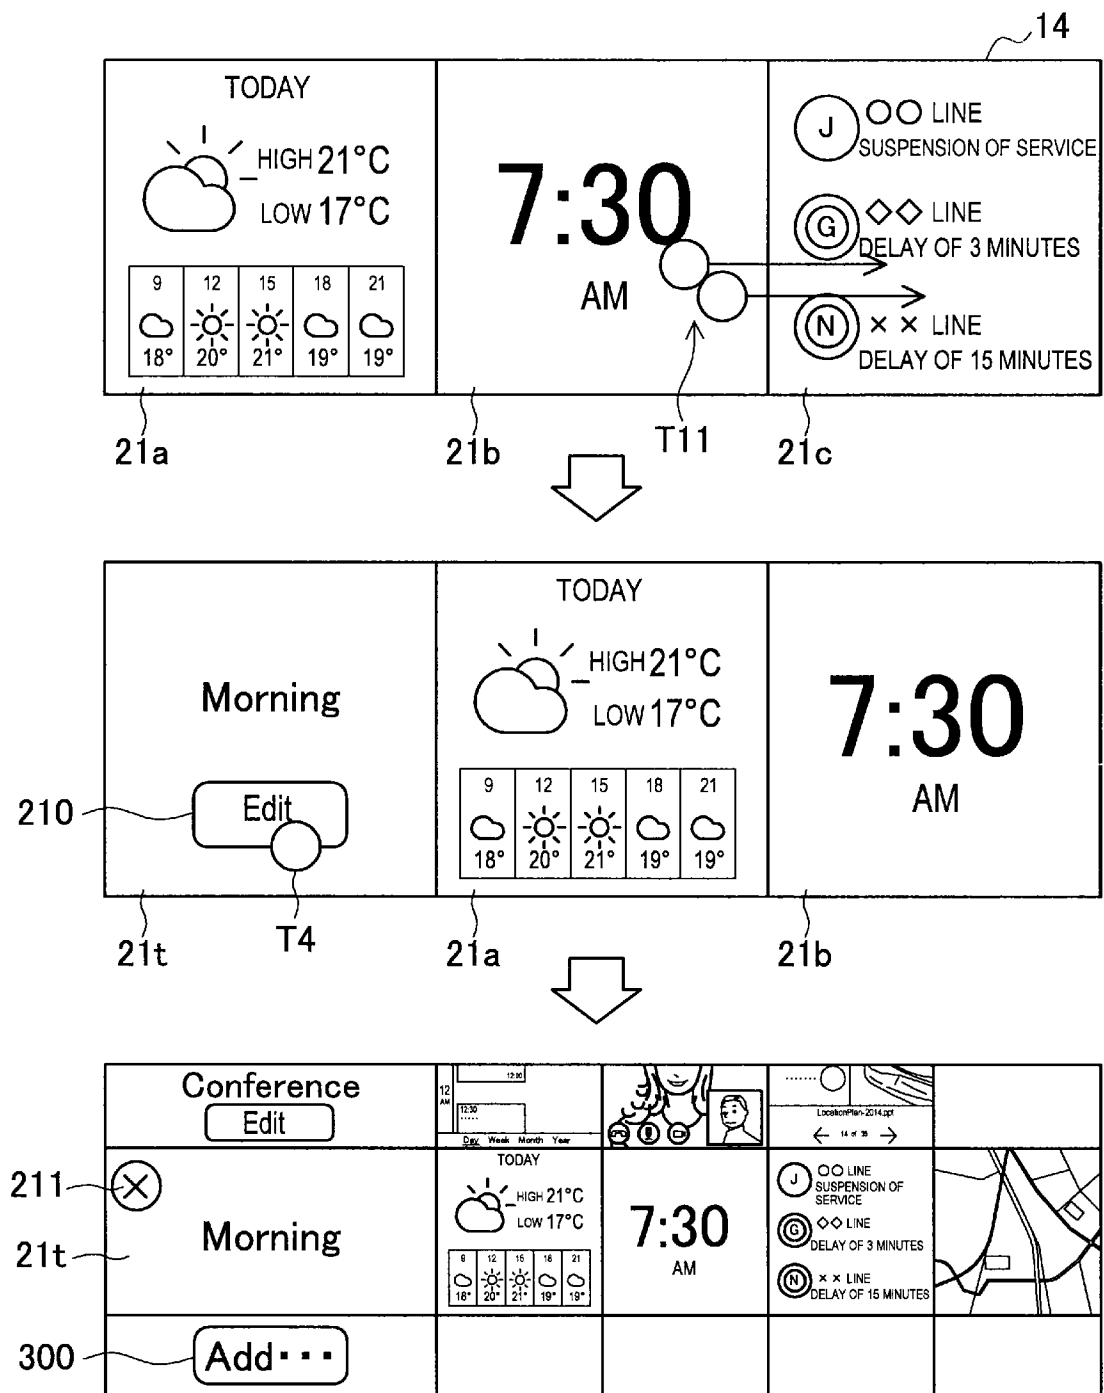 14
TODAY
HIGH 21°C
LOW 17°C
9 12 15 18 21
18° 20° 21° 19° 19°
7:30
AM
J ○○ LINE
SUSPENSION OF SERVICE
G ◇◇ LINE
DELAY OF 3 MINUTES
N × × LINE
DELAY OF 15 MINUTES
21a 21b T11 21c
Morning
Edit
210
TODAY
HIGH 21°C
LOW 17°C
9 12 15 18 21
18° 20° 21° 19° 19°
7:30
AM
21t T4 21a 21b
Conference
Edit
12
AM
12:00
12:30
Day Week Month Year
LocationPlan-2014.ppt
← 14 of 35 →
211
21t
Morning
TODAY
HIGH 21°C
LOW 17°C
9 12 15 18 21
18° 20° 21° 19° 19°
7:30
AM
J ○○ LINE
SUSPENSION OF
SERVICE
G ◇◇ LINE
DELAY OF 3 MINUTES
N × × LINE
DELAY OF 15 MINUTES
300
Add･･･